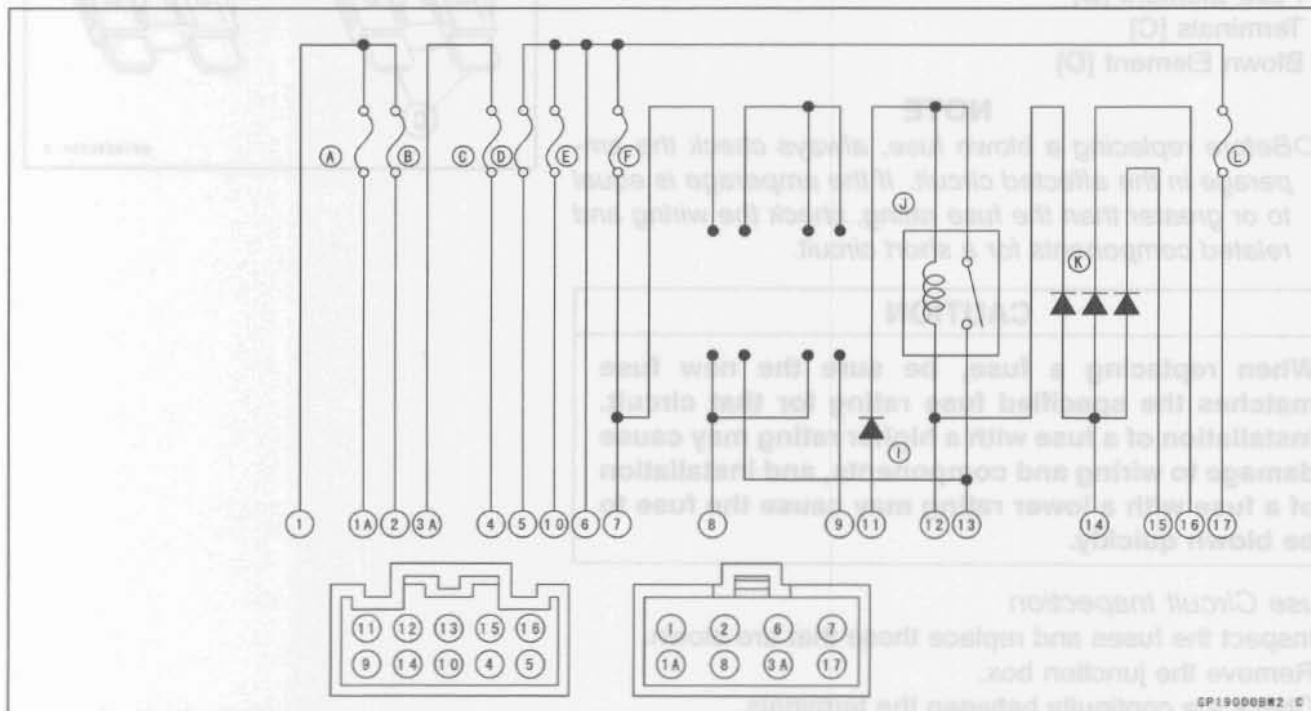 Terminals [C]
Blown Element [D]
NOTE
Before replacing a blown fuse, always check the am-
perage in the affected circuit. If the amperage is equal
to or greater than the fuse rating, check the wiring and
related components for a short circuit.
A B C D E F L
J
K
CAUTION
When replacing a fuse, be sure the new fuse
matches the specified fuse rating for that circuit.
Installation of a fuse with a higher rating may cause
damage to wiring and components, and installation
of a fuse with a lower rating may cause the fuse to
be blown quickly.
I
1 1A 2 3A 4 5 10 6 7 8 9 11 12 13 14 15 16 17
use Circuit Inspection
nspect the fuses and replace those that are blown.
Remove the junction box.
continuity between the terminals
11 12 13 15 16
9 14 10 4 5
1 2 6 7
1A 8 3A 17
GP19000BW2 C